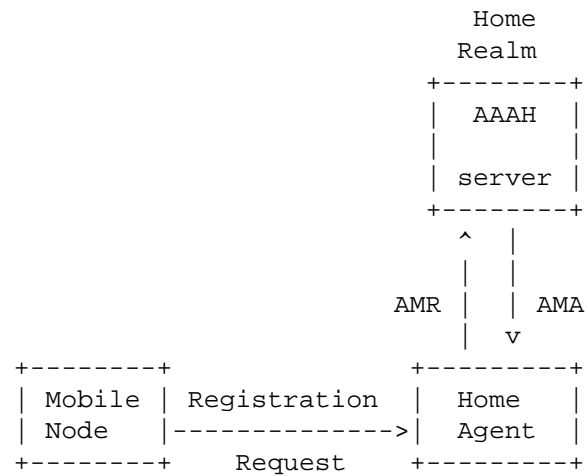 Home
Realm
AAAH
server
AMR AMA
Mobile Registration Home
Node Agent
Request